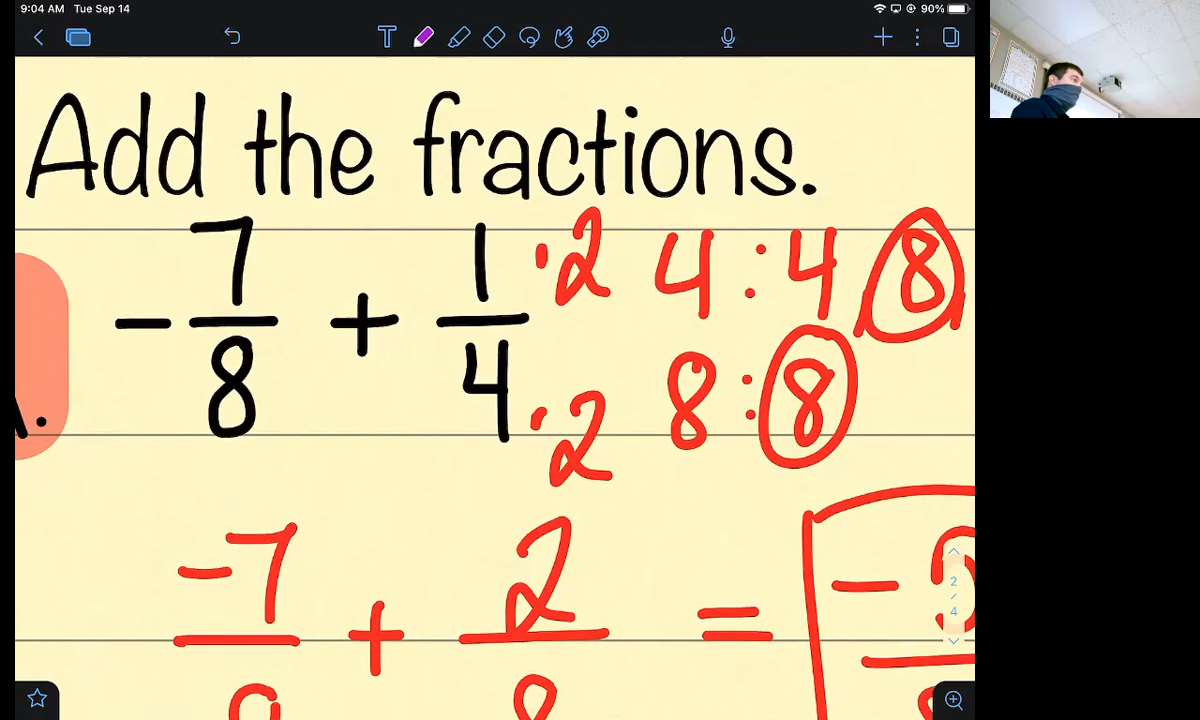 9:04 AM Tue Sep 14 90%
T
Add the fractions.
7 1 ·2 4 : 4 8
- — + —
8 4 ·2 8 : 8
-7 2
— + — = -
8 8
2
/
4